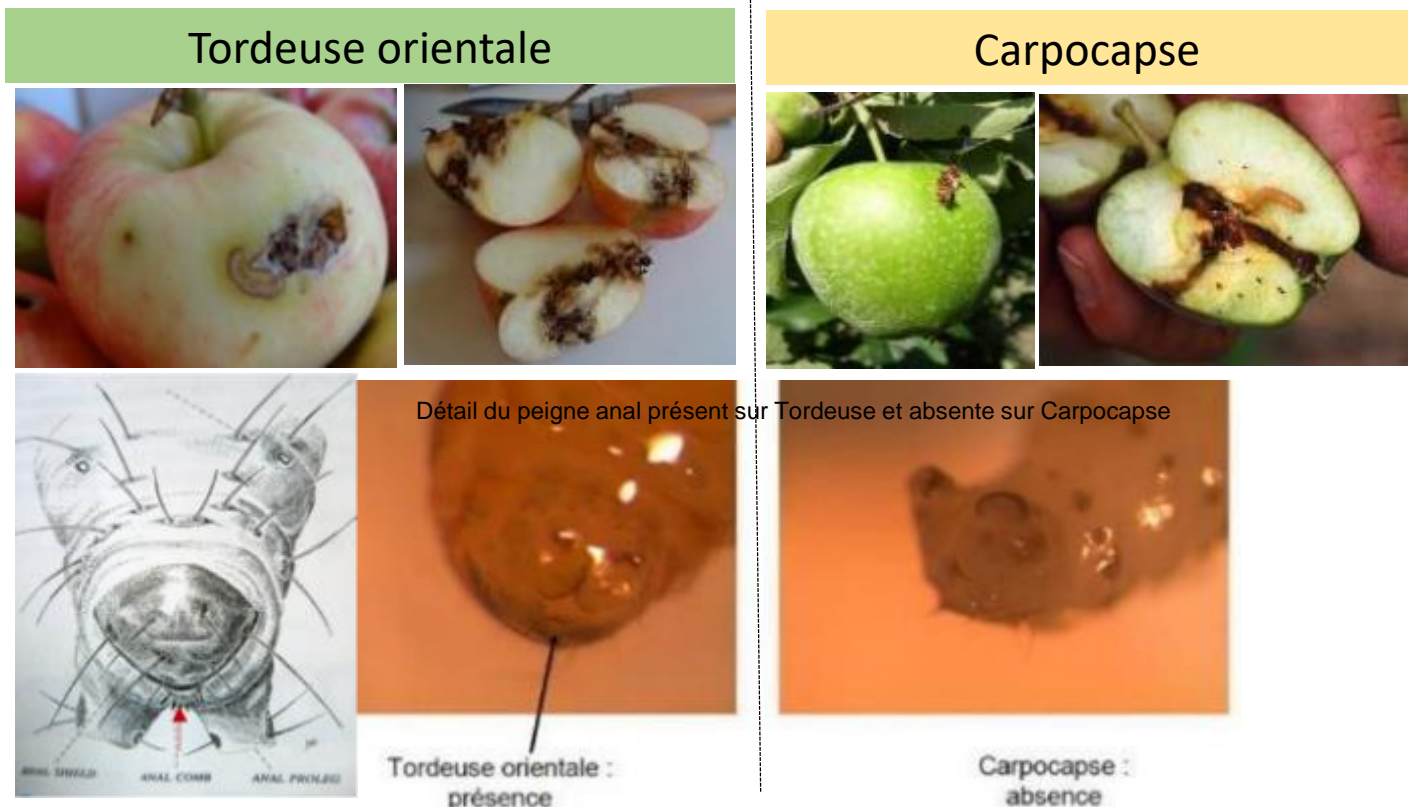 Tordeuse orientale
Carpocapse
Détail du peigne anal présent sur Tordeuse et absente sur Carpocapse
ANAL SHIELD
ANAL COMB
ANAL PROLEG
Tordeuse orientale :
présence
Carpocapse :
absence